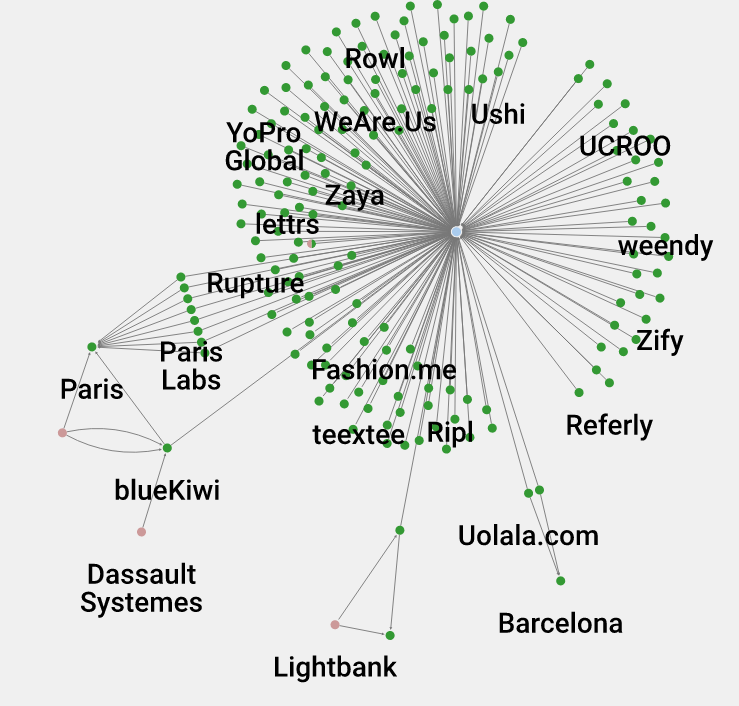 Rowl
Ushi
WeAre.Us
YoPro
Global
UCROO
Zaya
lettrs
weendy
Rupture
Zify
Paris
Labs
Fashion.me
Paris
Referly
teextee
Ripl
blueKiwi
Uolala.com
Dassault
Systemes
Barcelona
Lightbank